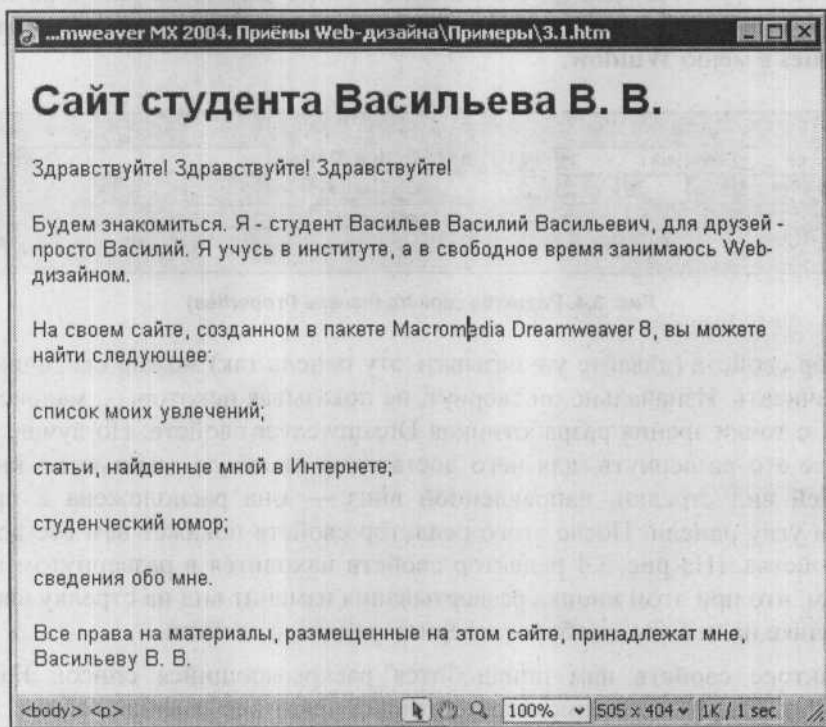 ...mweaver MX 2004. Приёмы Web-дизайна\Примеры\3.1.htm
Сайт студента Васильева В. В.
Здравствуйте! Здравствуйте! Здравствуйте!
Будем знакомиться. Я - студент Васильев Василий Васильевич, для друзей -
просто Василий. Я учусь в институте, а в свободное время занимаюсь Web-
дизайном.
На своем сайте, созданном в пакете Macromedia Dreamweaver 8, вы можете
найти следующее:
список моих увлечений;
статьи, найденные мной в Интернете;
студенческий юмор;
сведения обо мне.
Все права на материалы, размещенные на этом сайте, принадлежат мне,
Васильеву В. В.
<body> <p> 100% 505 x 404 1K / 1 sec